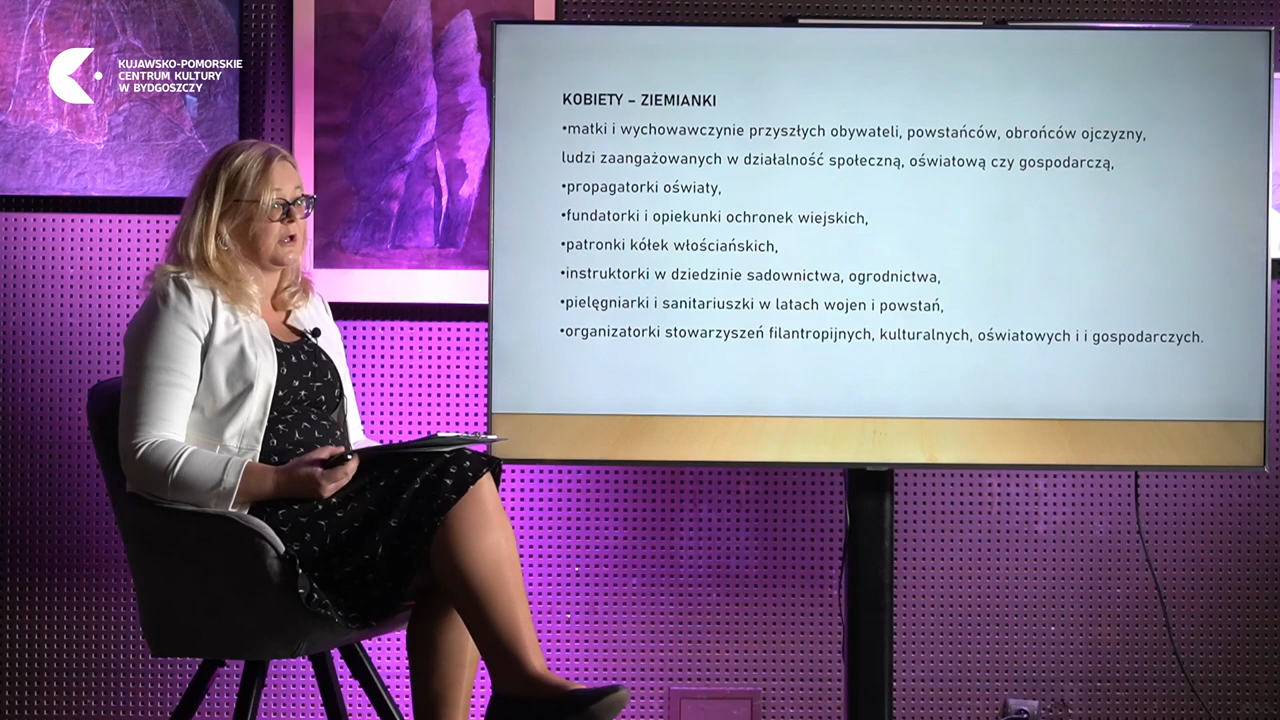 KUJAWSKO-POMORSKIE
CENTRUM KULTURY
W BYDGOSZCZY
KOBIETY – ZIEMIANKI
•matki i wychowawczynie przyszłych obywateli, powstańców, obrońców ojczyzny,
ludzi zaangażowanych w działalność społeczną, oświatową czy gospodarczą,
•propagatorki oświaty,
•fundatorki i opiekunki ochronek wiejskich,
•patronki kółek włościańskich,
•instruktorki w dziedzinie sadownictwa, ogrodnictwa,
•pielęgniarki i sanitariuszki w latach wojen i powstań,
•organizatorki stowarzyszeń filantropijnych, kulturalnych, oświatowych i i gospodarczych.